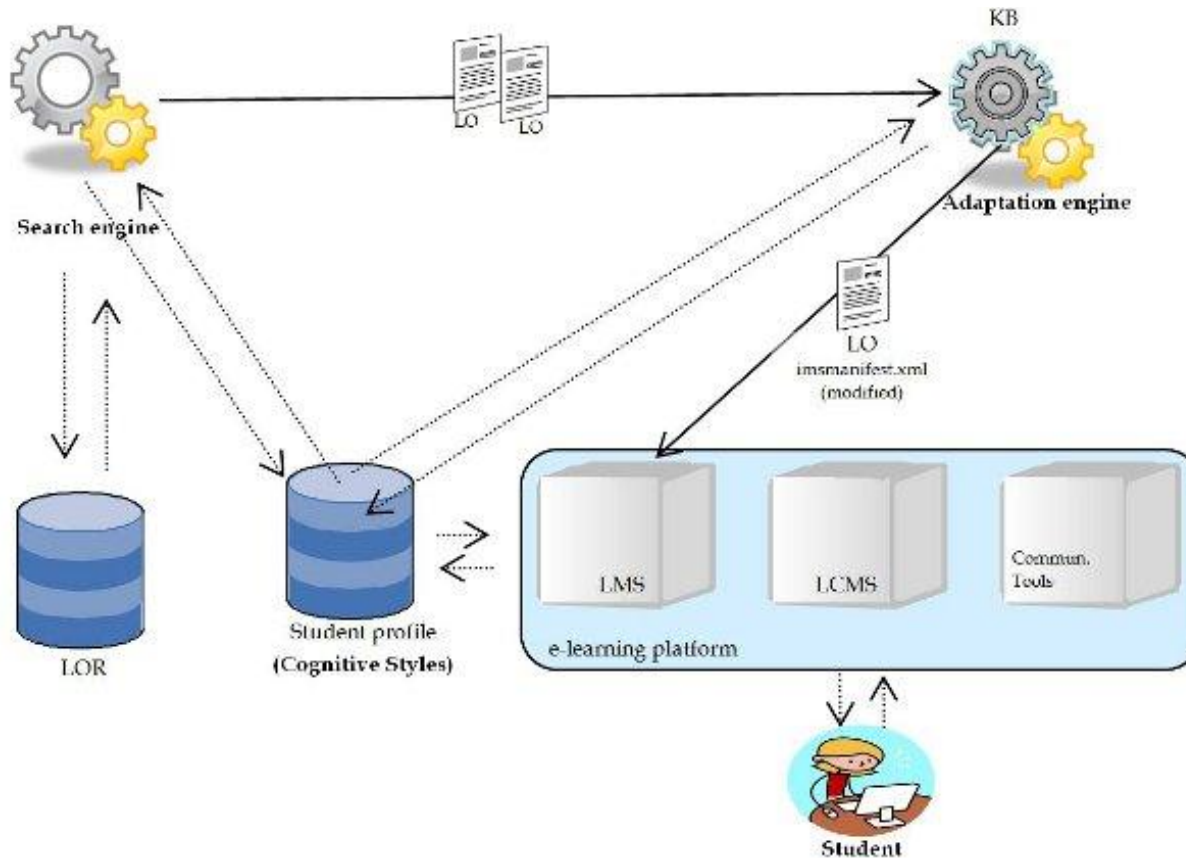 KB
LO
LO
Search engine
Adaptation engine
LO
imsmanifest.xml
(modified)
LMS
LCMS
Commun.
Tools
e-learning platform
LOR
Student profile
(Cognitive Styles)
Student